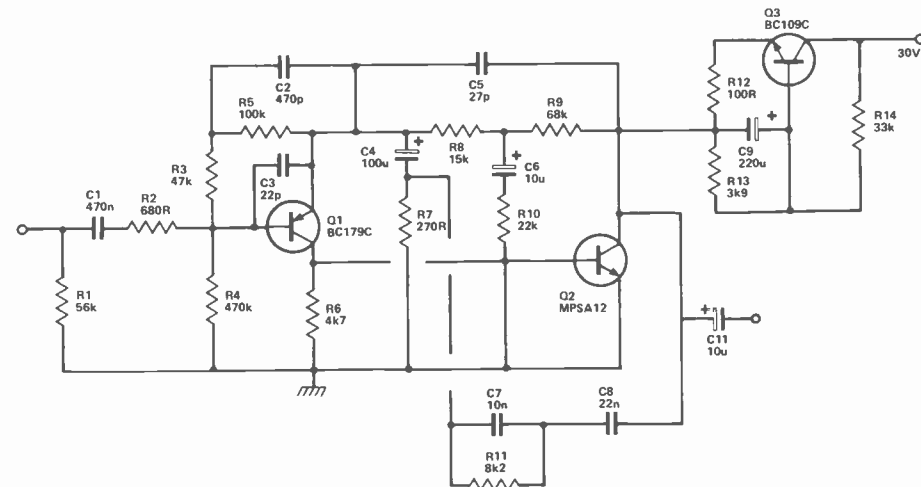 Q3
BC109C
30V
C2
470p
C5
27p
R12
100R
R5
100k
R9
68k
R14
33k
C4
100u
R8
15k
C6
10u
C9
220u
R3
47k
C3
22p
R13
3k9
C1
470n
R2
680R
Q1
BC179C
R7
270R
R10
22k
R1
56k
R4
470k
R6
4k7
Q2
MPSA12
C11
10u
C7
10n
C8
22n
R11
8k2